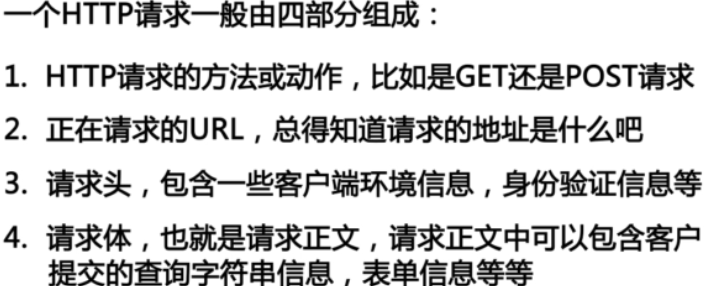 一个HTTP请求一般由四部分组成：
1. HTTP请求的方法或动作，比如是GET还是POST请求
2. 正在请求的URL，总得知道请求的地址是什么吧
3. 请求头，包含一些客户端环境信息，身份验证信息等
4. 请求体，也就是请求正文，请求正文中可以包含客户
提交的查询字符串信息，表单信息等等